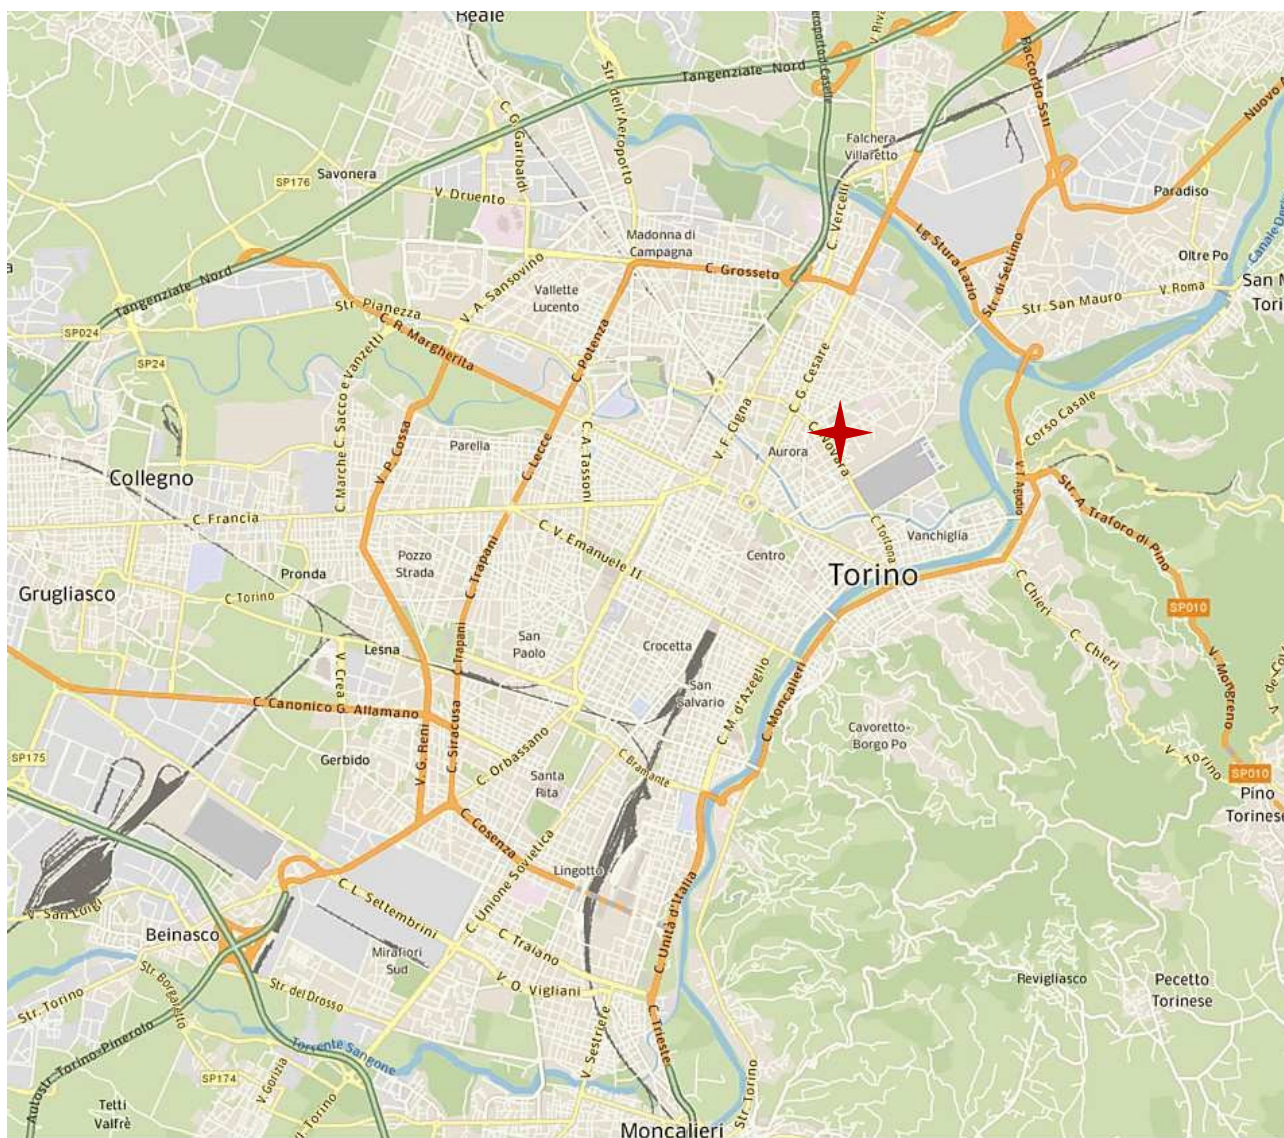 Reale
Tangenziale Nord
Str. dell'Aeropoto
C. G. Garibaldi
Raccordo Ssti
Falchera
Villaretto
Savonera
SP176
V. Druento
Paradiso
C. Vercelli
Madonna di
Campagna
Lg Stura Lazio
Str. di Settimo
Oltre Po
Tangenziale Nord
V. A. Sansovino
C. Grosseto
Vallette
Lucento
Str. San Mauro
V. Roma
Str. Pianezza
C. R. Margherita
SP024
SP24
C. Potenza
C. Marche
C. Sacco e Vanzetti
C. G. Cesare
V. F. Cigna
C. Novara
Corso Casale
V. P. Cossa
Parella
C. Lecce
C. A. Tassoni
Aurora
Collegno
Str. A. Traforo di Pino
C. Francia
C. V. Emanuele II
C. Tortona
Vanchiglia
Pozzo
Strada
C. Trapani
Centro
Torino
Pronda
Grugliasco
C. Torino
C. Chieri
SP010
San
Paolo
C. Trapani
Crocetta
Lesna
C. Chieri
V. Crea
San
Salvario
C. M. d'Azeglio
C. Moncalieri
V. Mongreno
C. Canonico G. Allamano
Cavoretto-
Borgo Po
V. G. Reni
C. Siracusa
C. Orbassano
C. Bramante
V. Torino
SP175
Gerbido
Santa
Rita
SP010
Pino
Torinese
C. Cosenza
C. Unione Sovietica
Lingotto
C. L. Settembrini
V. San Luigi
C. Unità d'Italia
Beinasco
C. Traiano
Mirafiori
Sud
V. O. Vigliani
Str. Borgaretto
Str. del Drosso
Revigliasco
Pecetto
Torinese
Str. Torino
C. Trieste
V. Sestriere
Autostr. Torino-Pinerolo
Torrente Sangone
SP174
V. Gorizia
Str. Torino
Tetti
Valfrè
Moncalieri